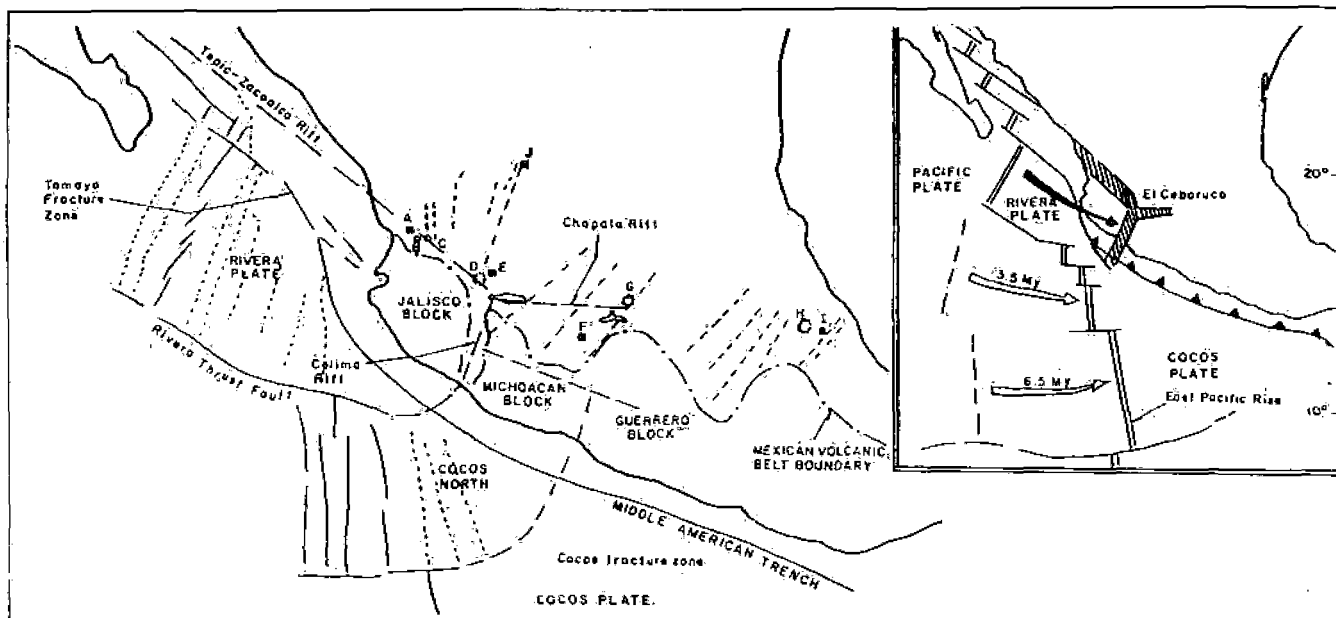 Tepic-Zacoalco Rift
Tamayo
Fracture
Zone
RIVERA
PLATE
Rivera Thrust Fault
A
B
C
D
E
J
Chapala Rift
G
F
H
I
JALISCO
BLOCK
Colima
Rift
MICHOACAN
BLOCK
GUERRERO
BLOCK
MEXICAN VOLCANIC
BELT BOUNDARY
COCOS
NORTH
MIDDLE AMERICAN TRENCH
Cocos fracture zone
COCOS PLATE.
PACIFIC
PLATE
RIVERA
PLATE
El Ceboruco
20°
3.5 My
6.5 My
COCOS
PLATE
East Pacific Rise
10°